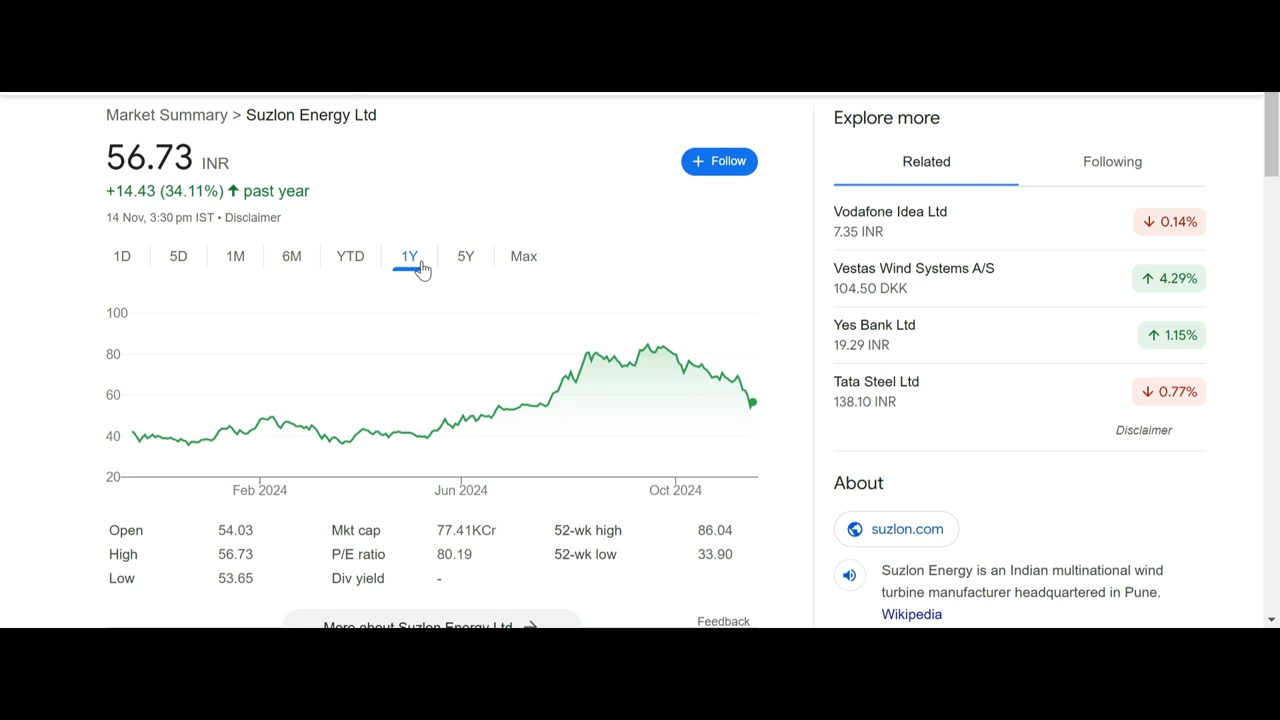 Market Summary > Suzlon Energy Ltd
56.73 INR
+ Follow
+14.43 (34.11%) ↑ past year
14 Nov, 3:30 pm IST • Disclaimer
1D 5D 1M 6M YTD 1Y 5Y Max
100
80
60
40
20
Feb 2024 Jun 2024 Oct 2024
Open 54.03 Mkt cap 77.41KCr 52-wk high 86.04
High 56.73 P/E ratio 80.19 52-wk low 33.90
Low 53.65 Div yield -
More about Suzlon Energy Ltd →
Feedback
Explore more
Related Following
Vodafone Idea Ltd
7.35 INR
↓ 0.14%
Vestas Wind Systems A/S
104.50 DKK
↑ 4.29%
Yes Bank Ltd
19.29 INR
↑ 1.15%
Tata Steel Ltd
138.10 INR
↓ 0.77%
Disclaimer
About
suzlon.com
Suzlon Energy is an Indian multinational wind
turbine manufacturer headquartered in Pune.
Wikipedia